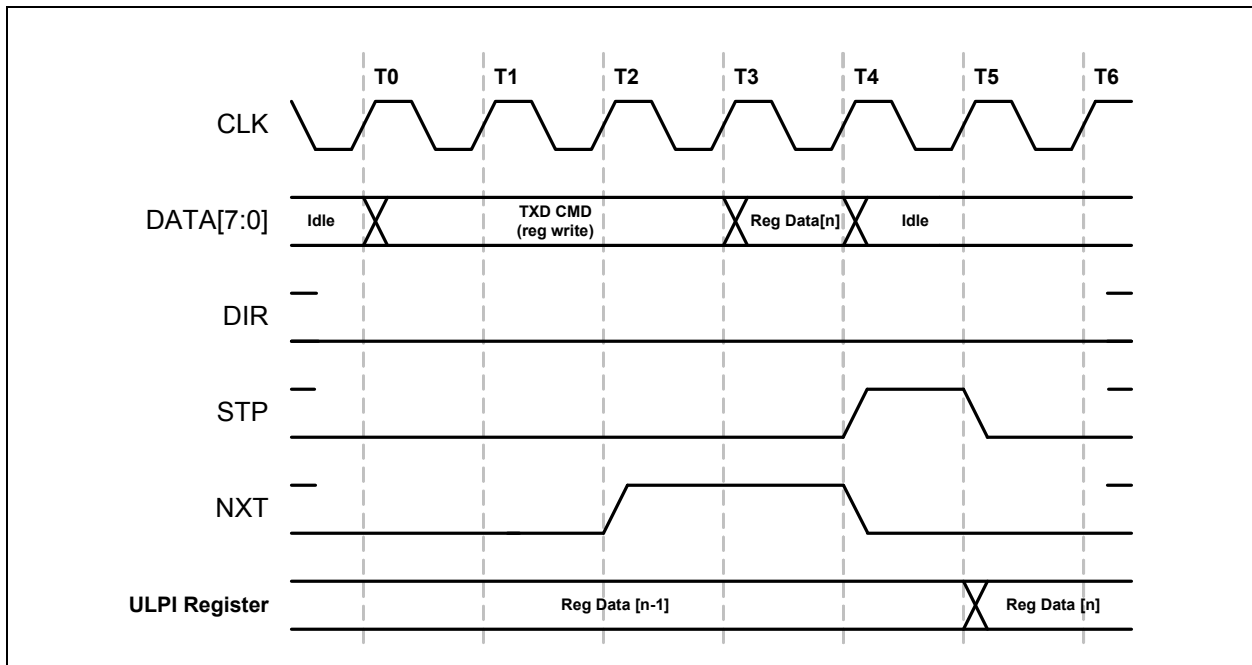 T0 T1 T2 T3 T4 T5 T6
CLK
DATA[7:0] Idle TXD CMD Reg Data[n] Idle
(reg write)
DIR
STP
NXT
ULPI Register Reg Data [n-1] Reg Data [n]